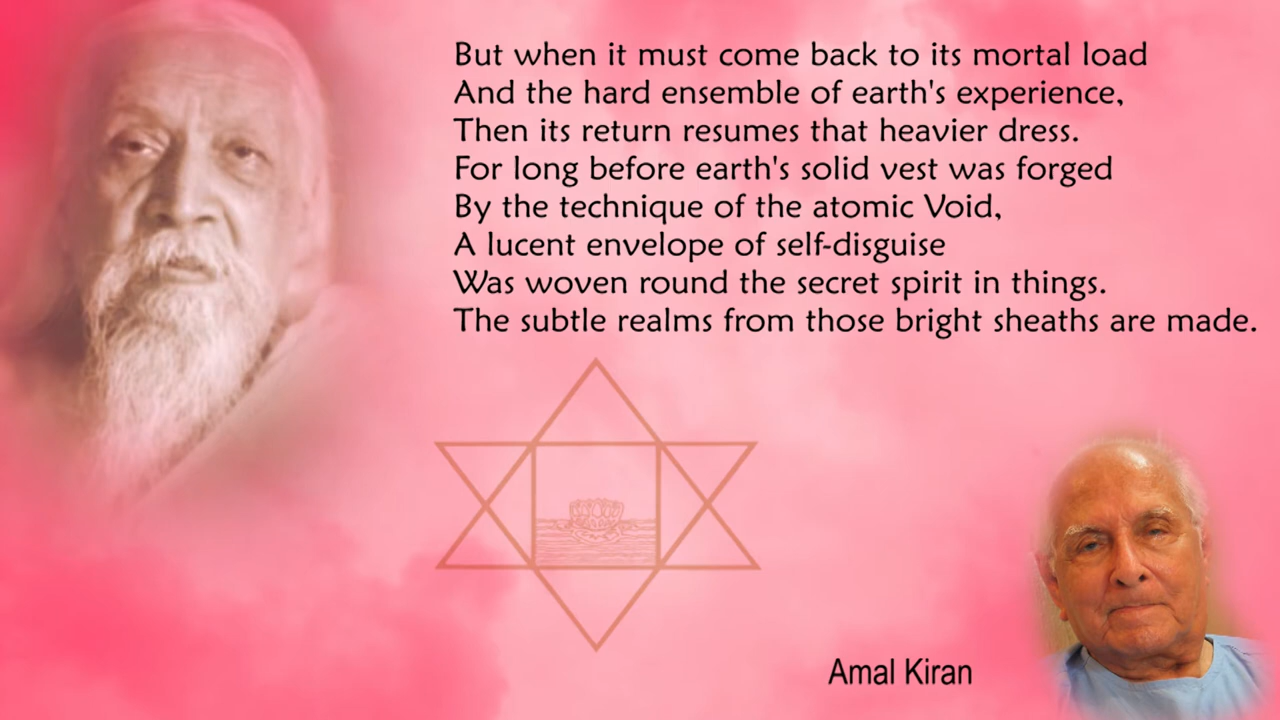 But when it must come back to its mortal load
And the hard ensemble of earth's experience,
Then its return resumes that heavier dress.
For long before earth's solid vest was forged
By the technique of the atomic Void,
A lucent envelope of self-disguise
Was woven round the secret spirit in things.
The subtle realms from those bright sheaths are made.
Amal Kiran